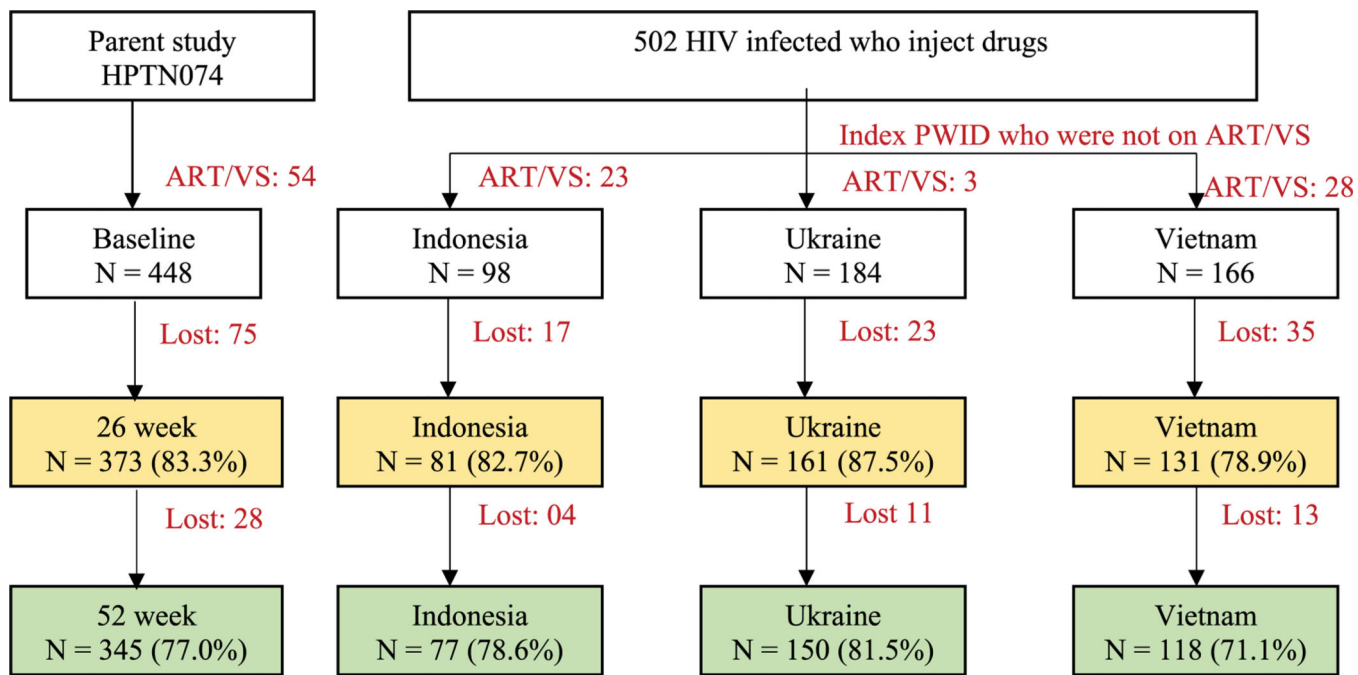 Parent study
HPTN074
502 HIV infected who inject drugs
Index PWID who were not on ART/VS
ART/VS: 54
ART/VS: 23
ART/VS: 3
ART/VS: 28
Baseline
N = 448
Indonesia
N = 98
Ukraine
N = 184
Vietnam
N = 166
Lost: 75
Lost: 17
Lost: 23
Lost: 35
26 week
N = 373 (83.3%)
Indonesia
N = 81 (82.7%)
Ukraine
N = 161 (87.5%)
Vietnam
N = 131 (78.9%)
Lost: 28
Lost: 04
Lost 11
Lost: 13
52 week
N = 345 (77.0%)
Indonesia
N = 77 (78.6%)
Ukraine
N = 150 (81.5%)
Vietnam
N = 118 (71.1%)